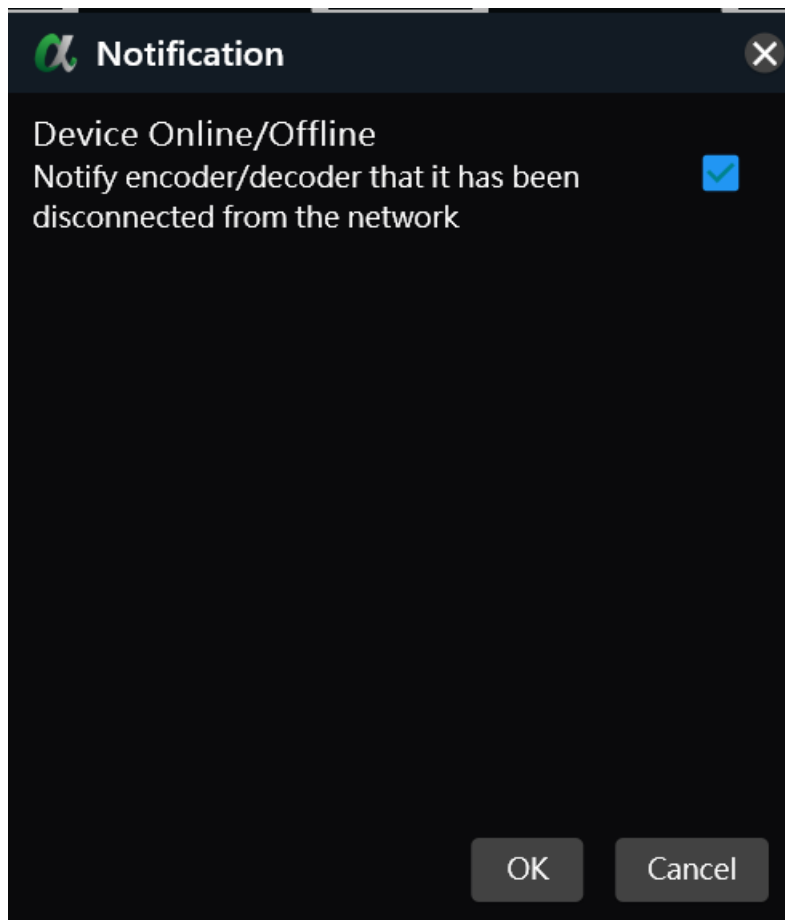 Notification
Device Online/Offline
Notify encoder/decoder that it has been
disconnected from the network
OK
Cancel